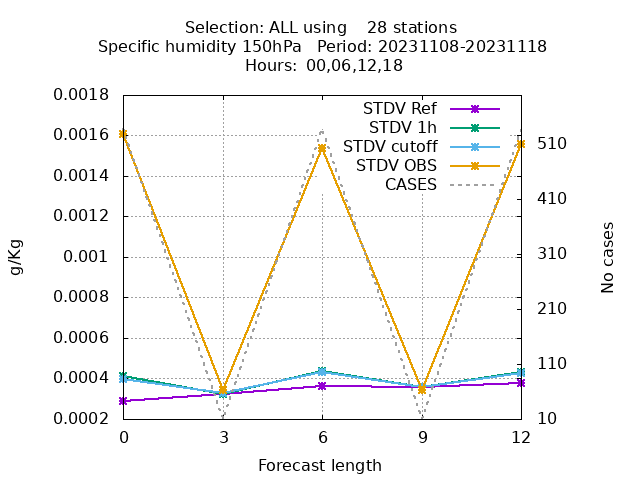 Selection: ALL using    28 stations
Specific humidity 150hPa   Period: 20231108-20231118
Hours:  00,06,12,18
STDV Ref
STDV 1h
STDV cutoff
STDV OBS
CASES
0.0018
0.0016
0.0014
0.0012
0.001
0.0008
0.0006
0.0004
0.0002
g/Kg
510
410
310
210
110
10
No cases
0 3 6 9 12
Forecast length